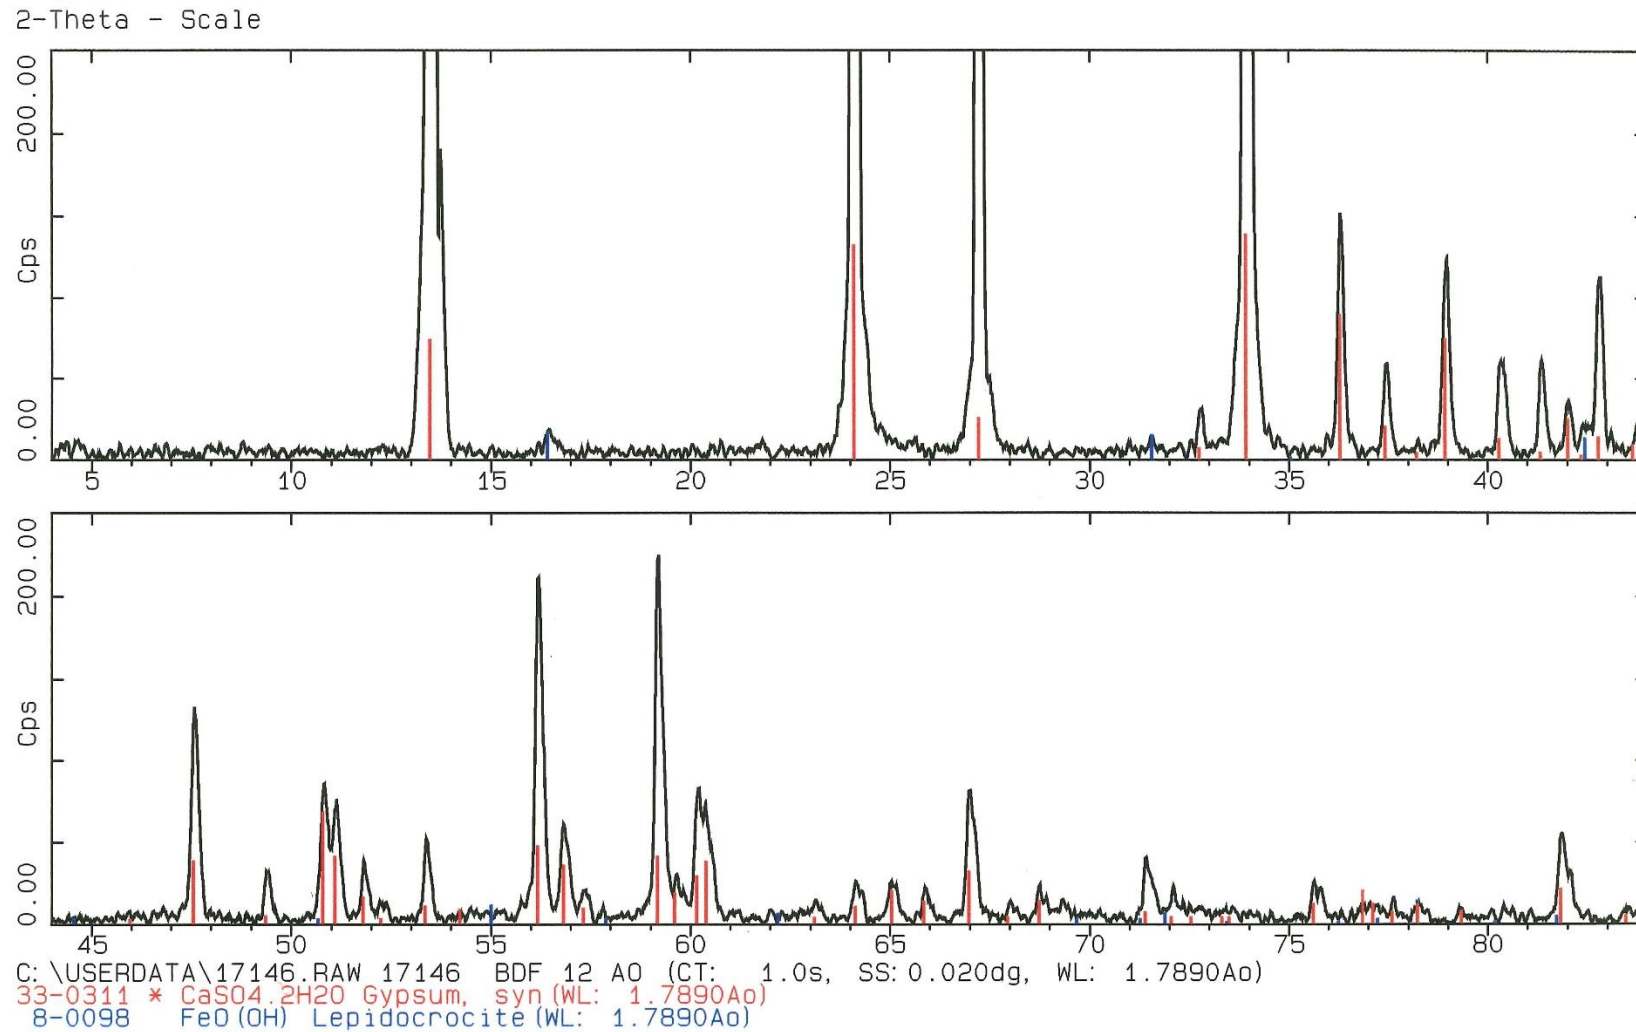 2-Theta - Scale
200.00
Cps
0.00
5 10 15 20 25 30 35 40
200.00
Cps
0.00
45 50 55 60 65 70 75 80
C:\USERDATA\17146.RAW 17146 BDF 12 AO (CT: 1.0s, SS:0.020dg, WL: 1.7890Ao)
33-0311 * CaSO4.2H2O Gypsum, syn (WL: 1.7890Ao)
8-0098 FeO(OH) Lepidocrocite (WL: 1.7890Ao)